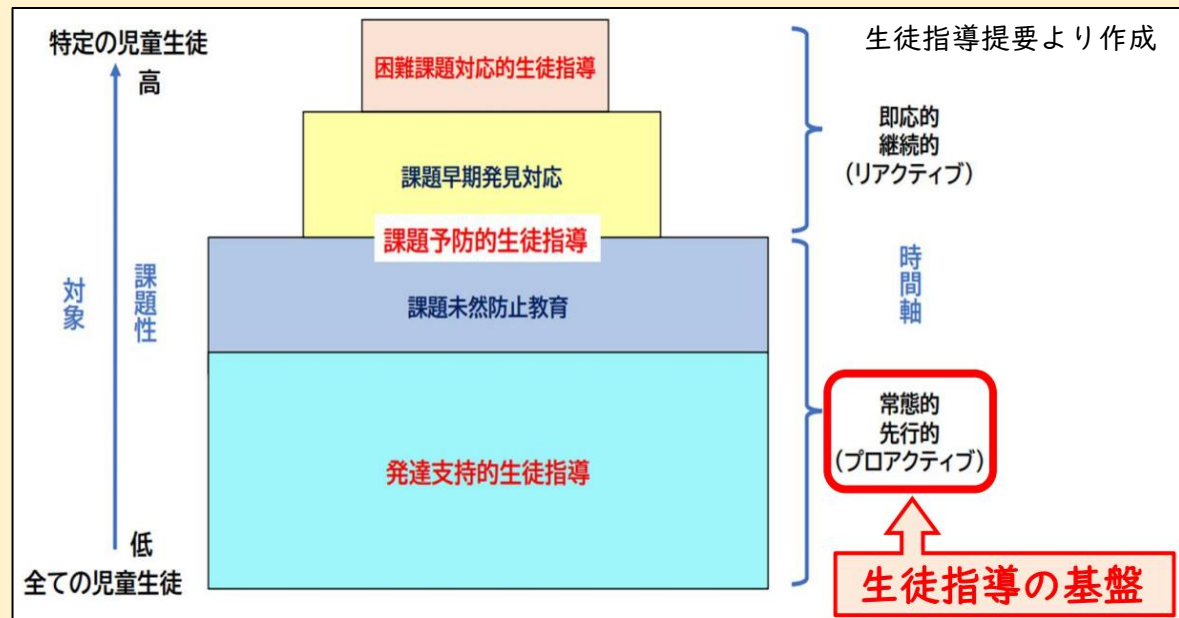 特定の児童生徒
高
困難課題対応的生徒指導
生徒指導提要より作成
即応的
継続的
(リアクティブ)
課題早期発見対応
課題予防的生徒指導
対象
課題性
課題未然防止教育
時間軸
発達支持的生徒指導
常態的
先行的
(プロアクティブ)
低
全ての児童生徒
生徒指導の基盤